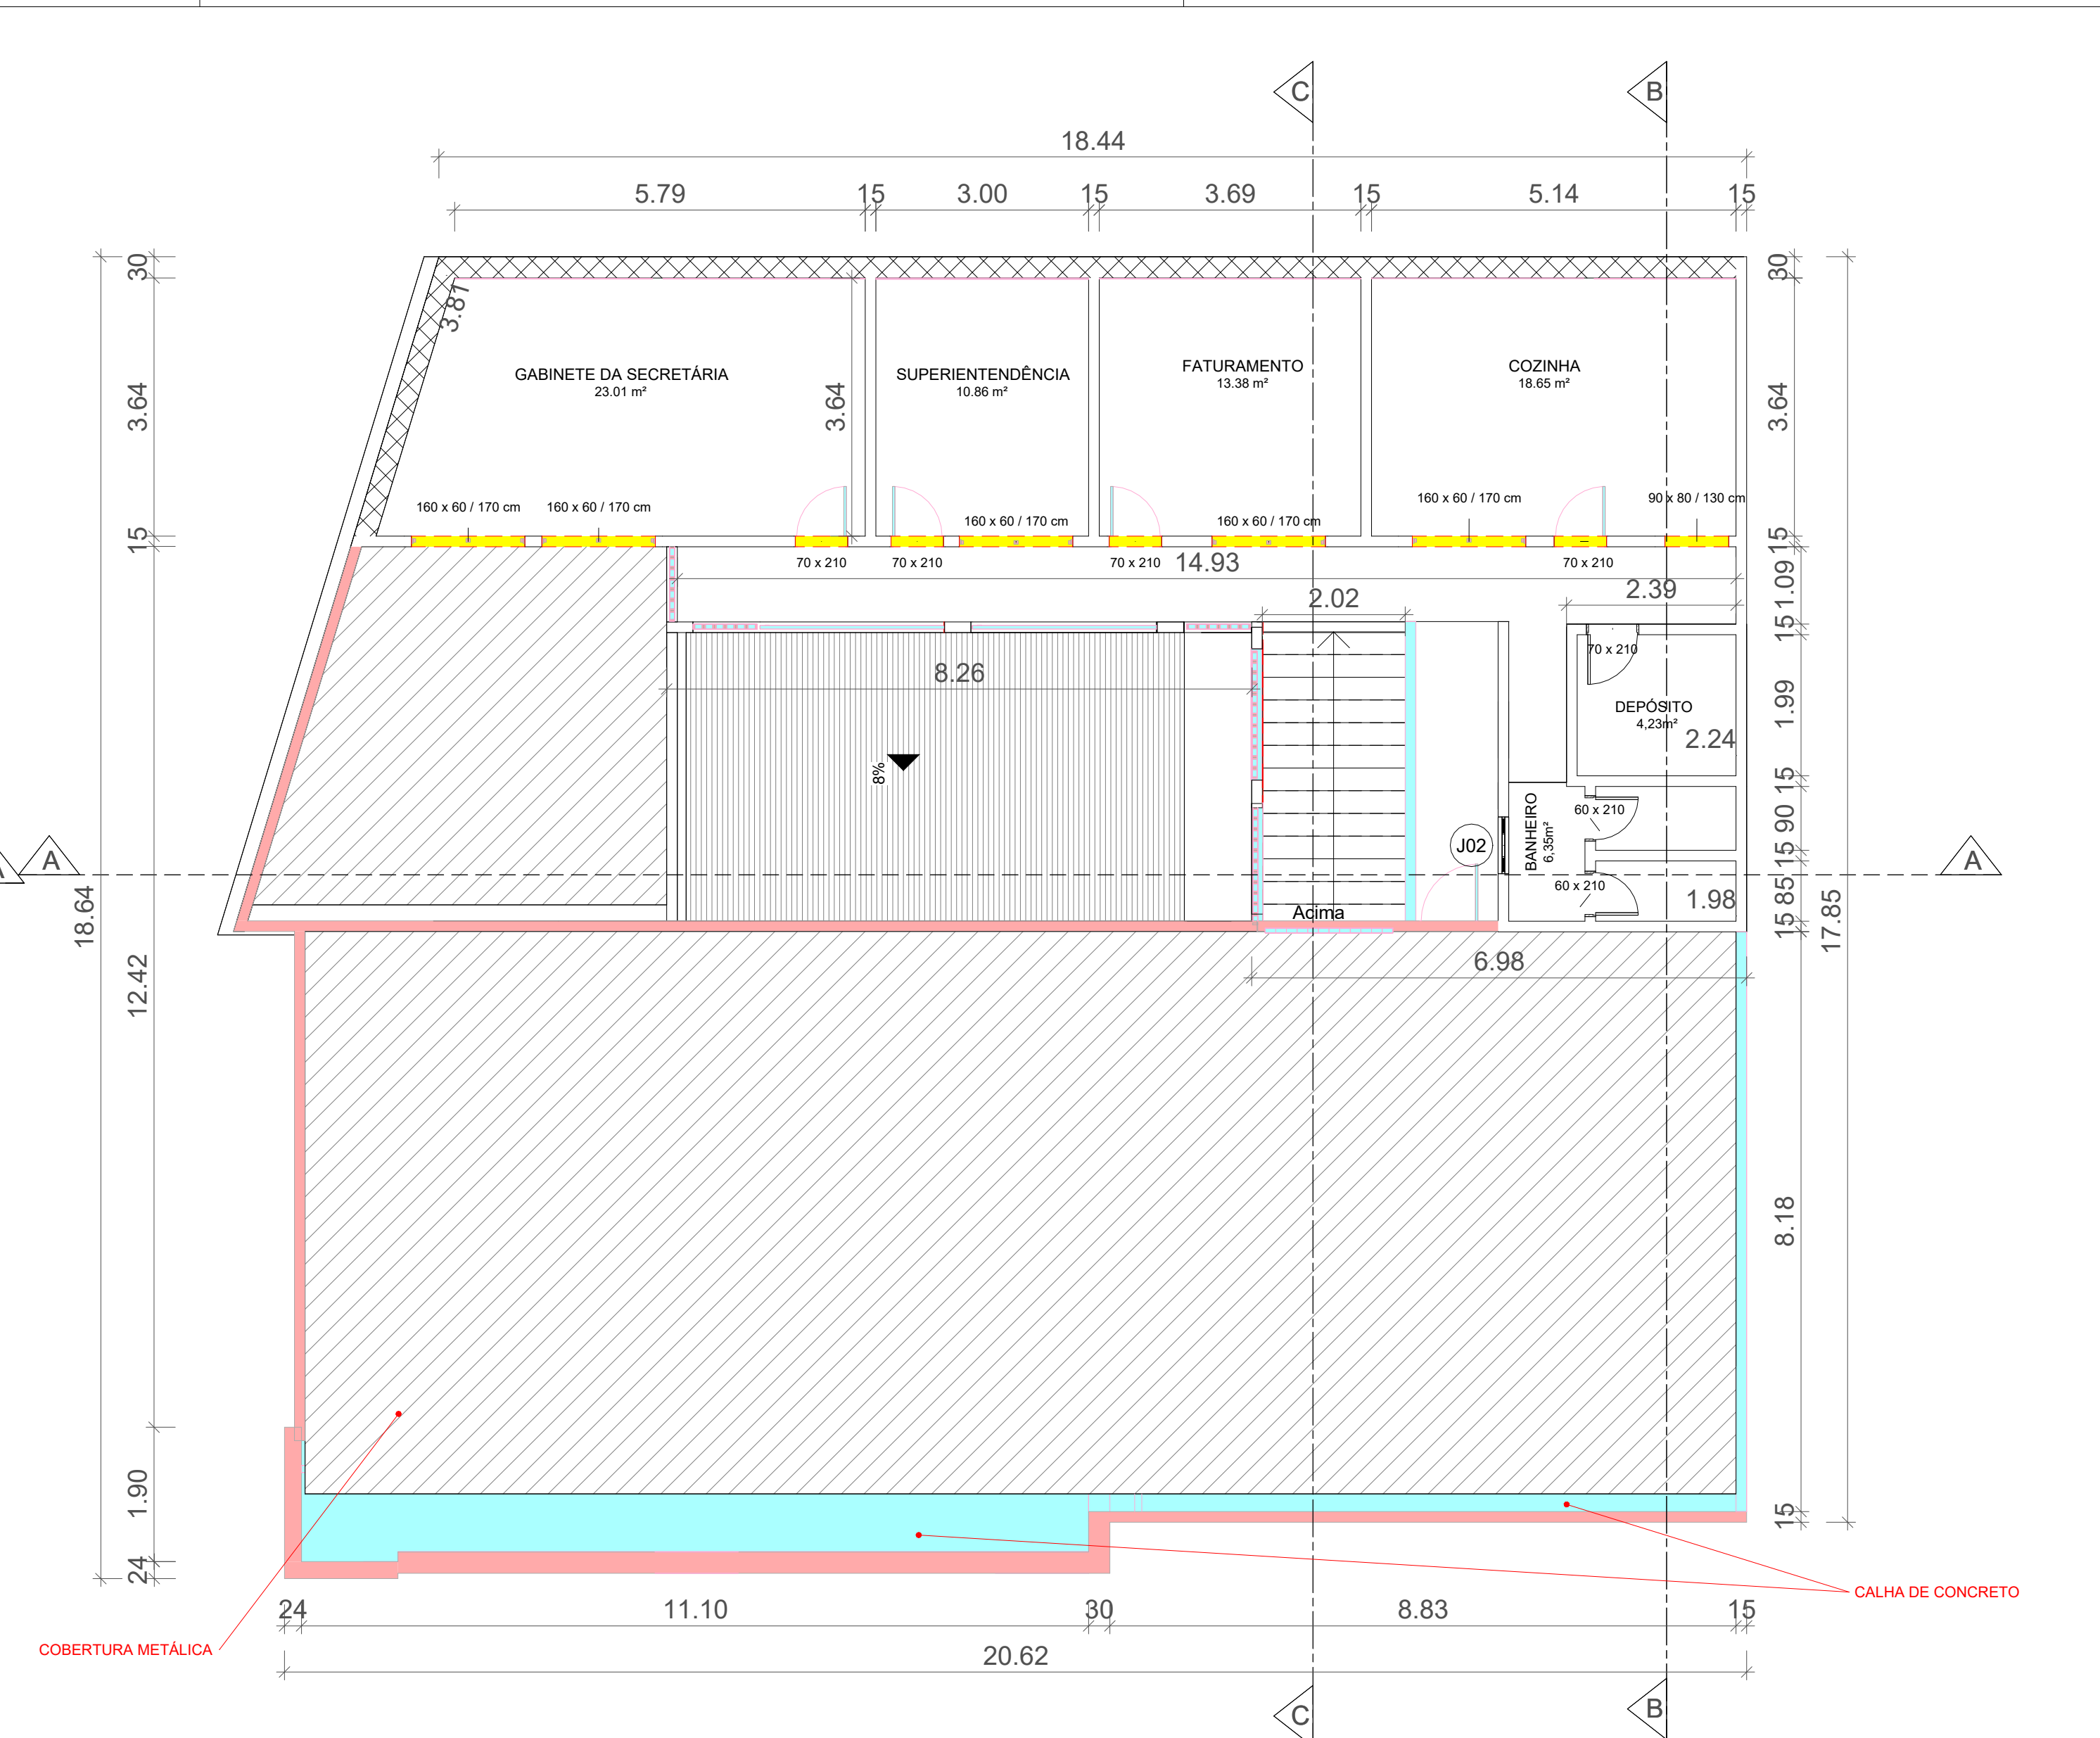 C
B
18.44
5.79
15
3.00
15
3.69
15
5.14
15
30
30
3.81
GABINETE DA SECRETÁRIA
23.01 m²
SUPERIENTENDÊNCIA
10.86 m²
FATURAMENTO
13.38 m²
COZINHA
18.65 m²
3.64
3.64
3.64
160 x 60 / 170 cm
160 x 60 / 170 cm
160 x 60 / 170 cm
160 x 60 / 170 cm
160 x 60 / 170 cm
90 x 80 / 130 cm
15
15
70 x 210
70 x 210
70 x 210
14.93
70 x 210
1.09
2.39
2.02
15
70 x 210
8.26
DEPÓSITO
4,23m²
1.99
2.24
8%
15
60 x 210
90
BANHEIRO
6,35m²
J02
15
A
A
A
60 x 210
85
1.98
Acima
15
18.64
17.85
6.98
12.42
8.18
1.90
15
24
CALHA DE CONCRETO
24
11.10
30
8.83
15
COBERTURA METÁLICA
20.62
C
B